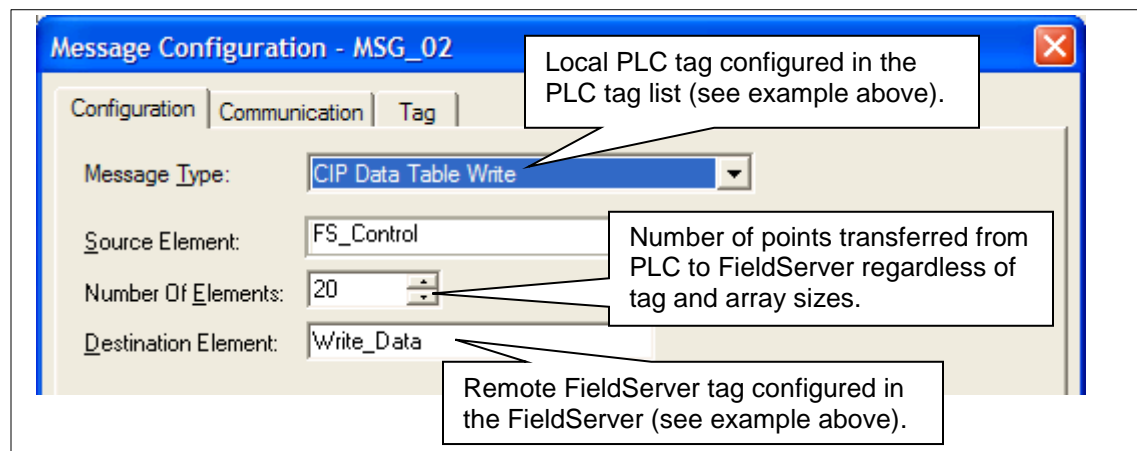 Message Configuration - MSG_02
Local PLC tag configured in the
PLC tag list (see example above).
Configuration
Communication
Tag
Message Type:
CIP Data Table Write
Source Element:
FS_Control
Number Of Elements:
20
Number of points transferred from
PLC to FieldServer regardless of
tag and array sizes.
Destination Element:
Write_Data
Remote FieldServer tag configured in
the FieldServer (see example above).